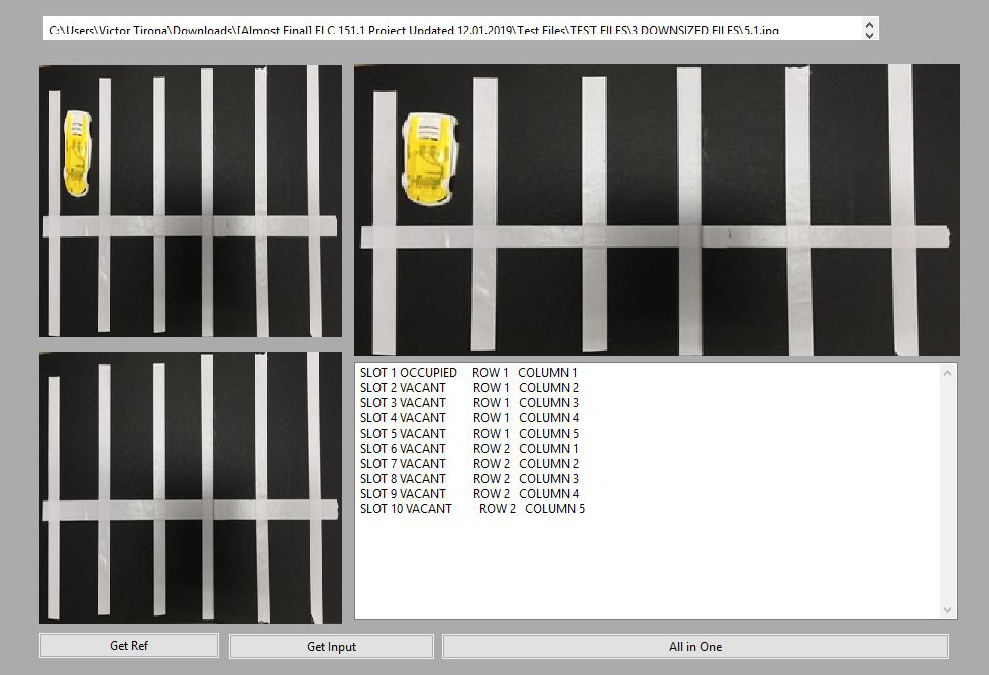 C:\Users\Victor Tirona\Downloads\[Almost Final] ELC 151.1 Project Updated 12.01.2019\Test Files\TEST FILES\3 DOWNSIZED FILES\5.1.jpg
SLOT 1 OCCUPIED ROW 1 COLUMN 1
SLOT 2 VACANT ROW 1 COLUMN 2
SLOT 3 VACANT ROW 1 COLUMN 3
SLOT 4 VACANT ROW 1 COLUMN 4
SLOT 5 VACANT ROW 1 COLUMN 5
SLOT 6 VACANT ROW 2 COLUMN 1
SLOT 7 VACANT ROW 2 COLUMN 2
SLOT 8 VACANT ROW 2 COLUMN 3
SLOT 9 VACANT ROW 2 COLUMN 4
SLOT 10 VACANT ROW 2 COLUMN 5
Get Ref
Get Input
All in One